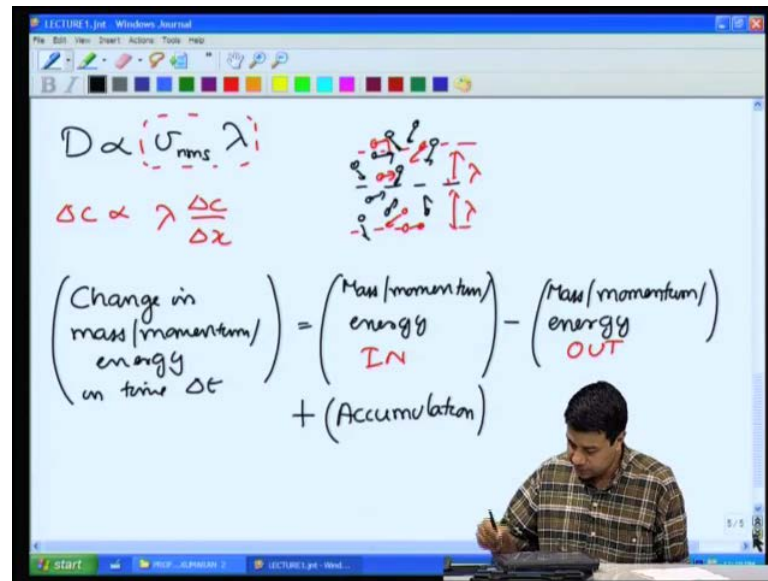 LECTURE1.jnt - Windows Journal
File Edit View Insert Actions Tools Help
B I
D ∝ υ_rms λ
λ
ΔC ∝ λ ΔC/Δx
λ
(Change in mass/momentum/energy in time Δt) = (Mass/momentum/energy IN) − (Mass/momentum/energy OUT)
+ (Accumulation)
5/5
start
LECTURE1.jnt - Wind...